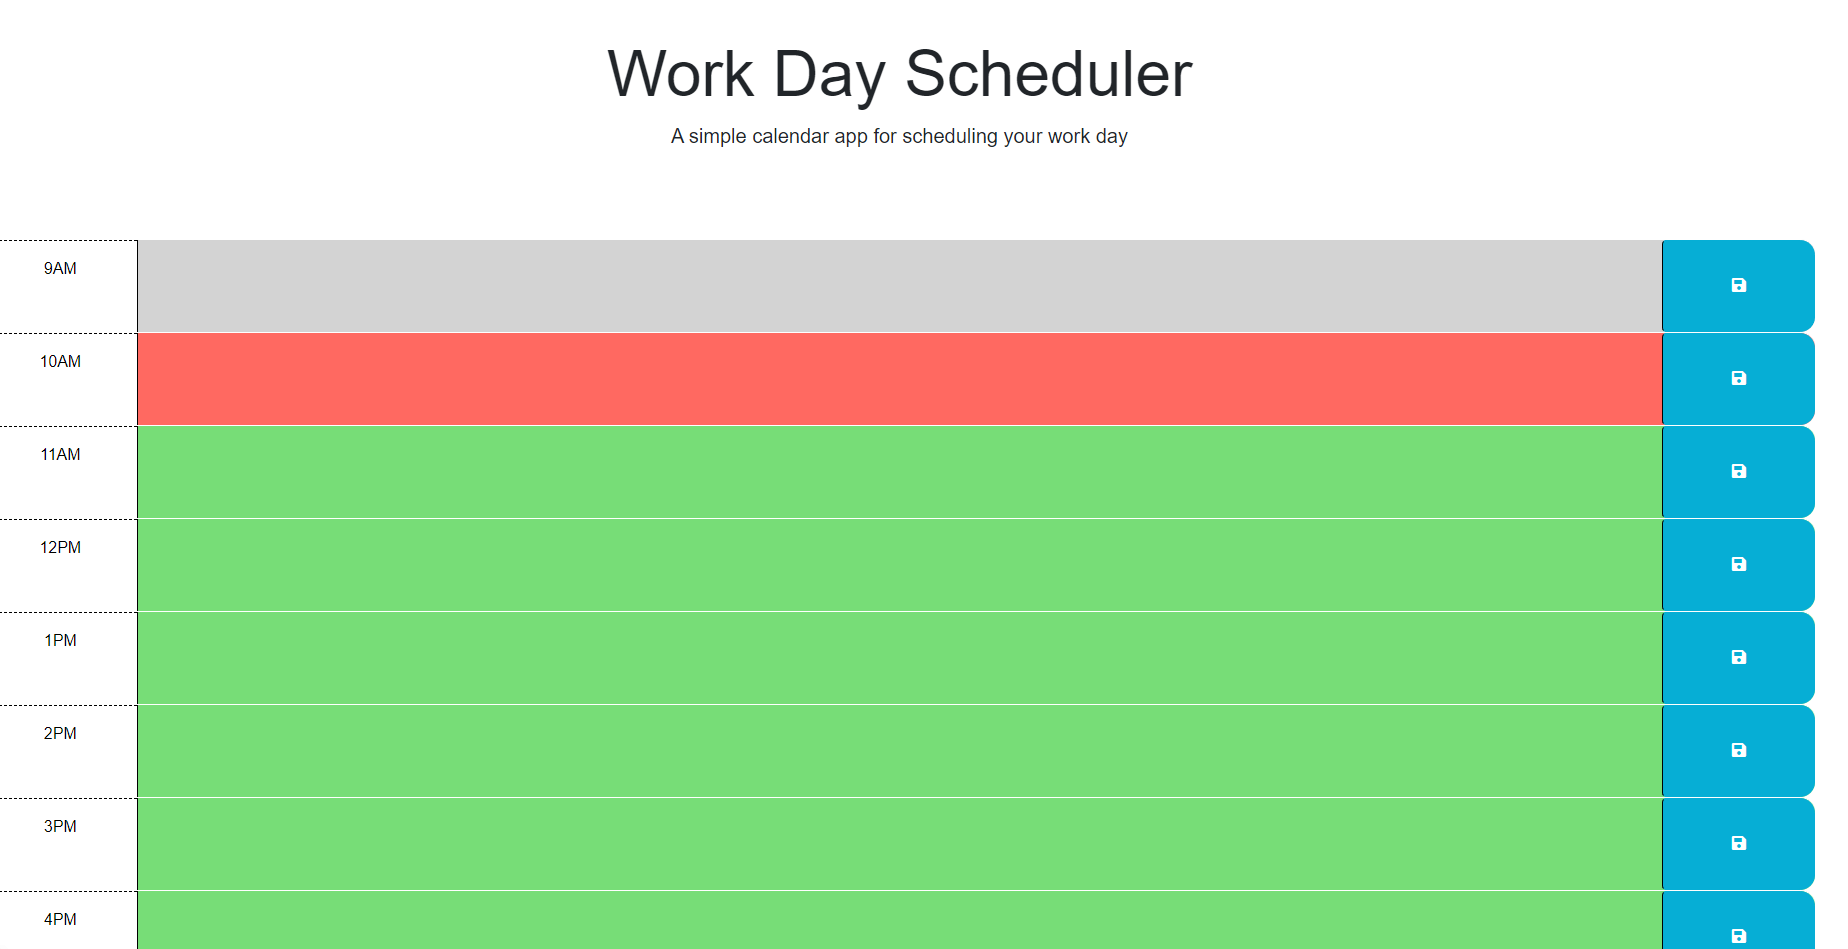 Work Day Scheduler
A simple calendar app for scheduling your work day
9AM
10AM
11AM
12PM
1PM
2PM
3PM
4PM